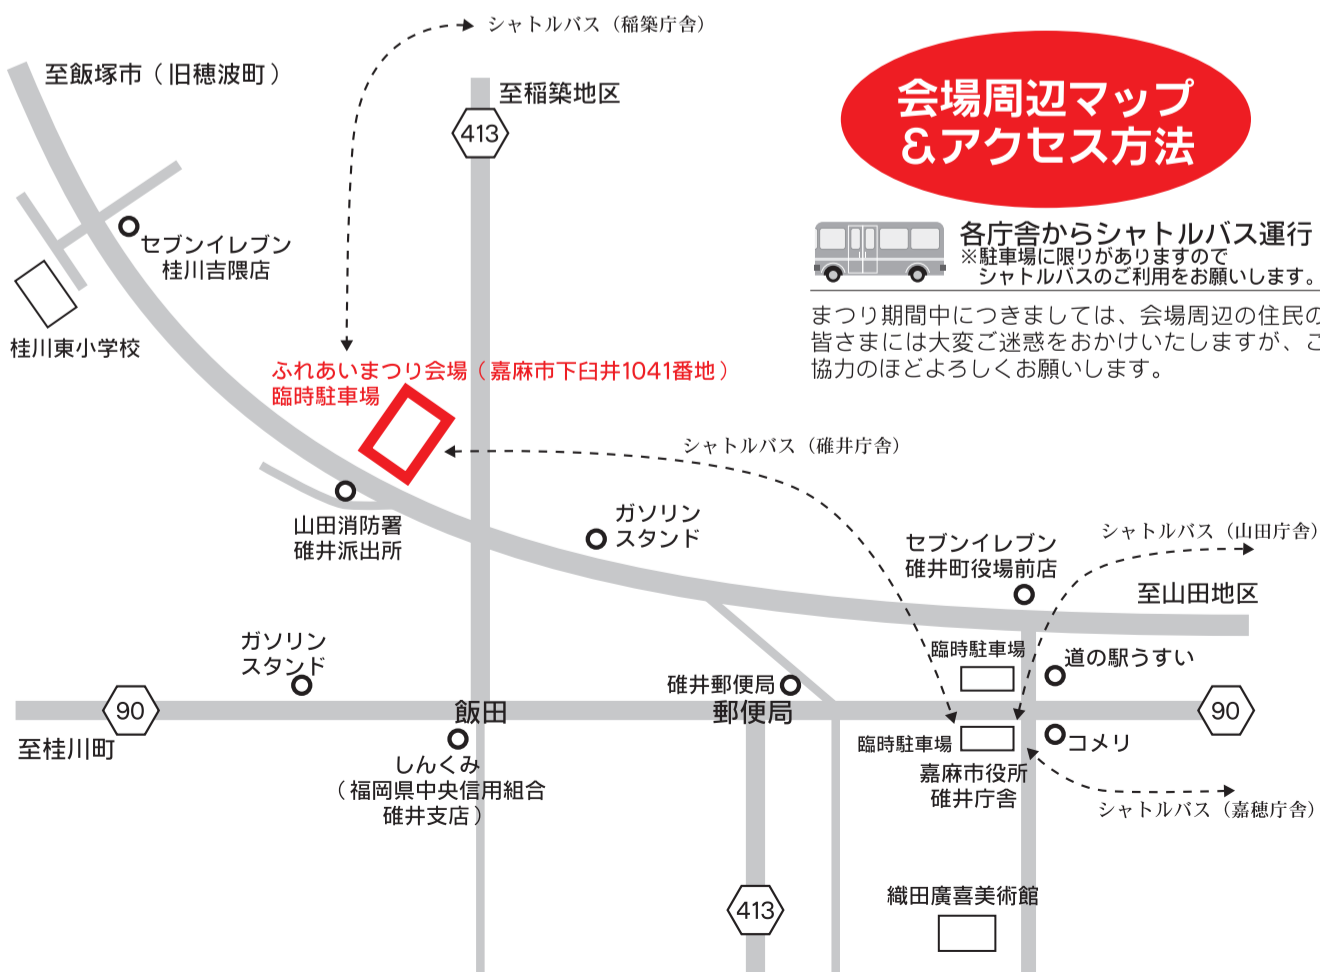 シャトルバス（稲築庁舎）
至飯塚市（旧穂波町）
至稲築地区
413
会場周辺マップ
&アクセス方法
セブンイレブン
桂川吉隈店
各庁舎からシャトルバス運行
※駐車場に限りがありますので
シャトルバスのご利用をお願いします。
まつり期間中につきましては、会場周辺の住民の
皆さまには大変ご迷惑をおかけいたしますが、ご
協力のほどよろしくお願いします。
桂川東小学校
ふれあいまつり会場（嘉麻市下臼井1041番地）
臨時駐車場
シャトルバス（碓井庁舎）
山田消防署
碓井派出所
ガソリン
スタンド
セブンイレブン
碓井町役場前店
シャトルバス（山田庁舎）
至山田地区
ガソリン
スタンド
臨時駐車場
道の駅うすい
碓井郵便局
90
飯田
郵便局
90
至桂川町
しんくみ
（福岡県中央信用組合
碓井支店）
臨時駐車場
コメリ
嘉麻市役所
碓井庁舎
シャトルバス（嘉穂庁舎）
織田廣喜美術館
413